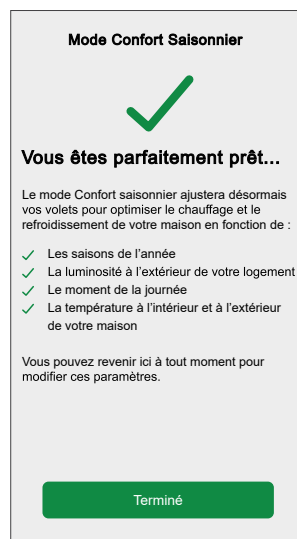 Mode Confort Saisonnier
Vous êtes parfaitement prêt...
Le mode Confort saisonnier ajustera désormais
vos volets pour optimiser le chauffage et le
refroidissement de votre maison en fonction de :
Les saisons de l'année
La luminosité à l'extérieur de votre logement
Le moment de la journée
La température à l'intérieur et à l'extérieur
de votre maison
Vous pouvez revenir ici à tout moment pour
modifier ces paramètres.
Terminé